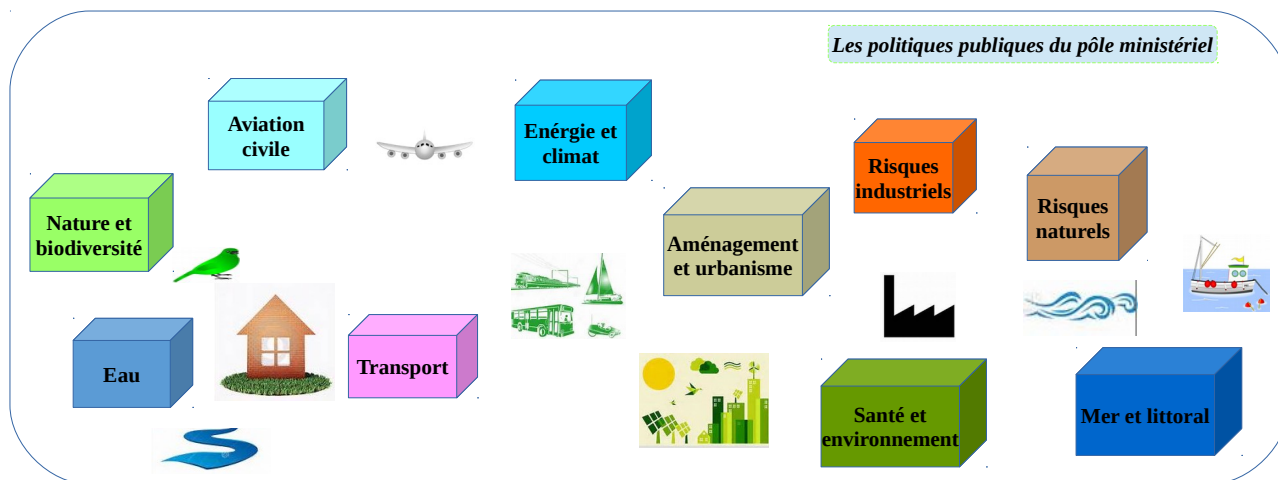 Les politiques publiques du pôle ministériel
Aviation
civile
Enérgie et
climat
Risques
industriels
Risques
naturels
Nature et
biodiversité
Aménagement
et urbanisme
Eau
Transport
Santé et
environnement
Mer et littoral